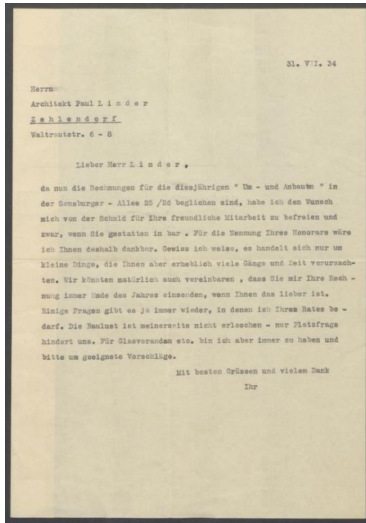 31. VII. 34
Herrn
Architekt Paul L i n d e r
Z e h l e n d o r f
Waltrautstr. 6 - 8
Lieber Herr L i n d e r ,
da nun die Rechnungen für die diesjährigen " Um - und Anbauten " in
der Sensburger - Allee 25 /26 beglichen sind, habe ich den Wunsch
mich von der Schuld für Ihre freundliche Mitarbeit zu befreien und
zwar, wenn Sie gestatten in bar . Für die Nennung Ihres Honorars wäre
ich Ihnen deshalb dankbar. Gewiss ich weiss, es handelt sich nur um
kleine Dinge, die Ihnen aber erheblich viele Gänge und Zeit verursach-
ten. Wir könnten natürlich auch vereinbaren , dass Sie mir Ihre Rech -
nung immer Ende des Jahres einsenden, wenn Ihnen das lieber ist.
Einige Fragen gibt es ja immer wieder, in denen ich Ihres Rates be -
darf. Die Baulust ist meinerseits nicht erloschen - nur Platzfrage
hindert uns. Für Glasveranden etc. bin ich aber immer zu haben und
bitte um geeignete Vorschläge.
Mit besten Grüssen und vielem Dank
Ihr